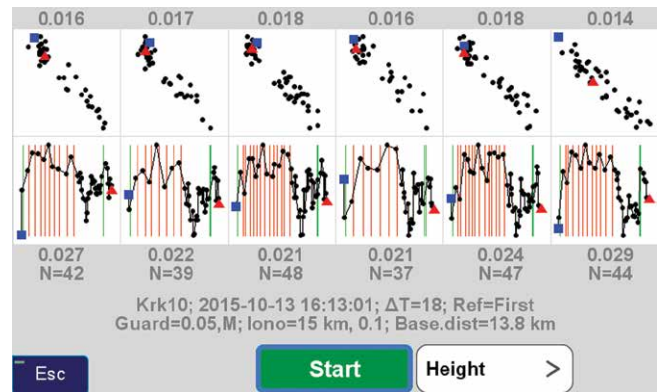 0.016 0.017 0.018 0.016 0.018 0.014
0.027 0.022 0.021 0.021 0.024 0.029
N=42 N=39 N=48 N=37 N=47 N=44
Krk10; 2015-10-13 16:13:01; ΔT=18; Ref=First
Guard=0.05,M; Iono=15 km, 0.1; Base.dist=13.8 km
Esc Start Height >